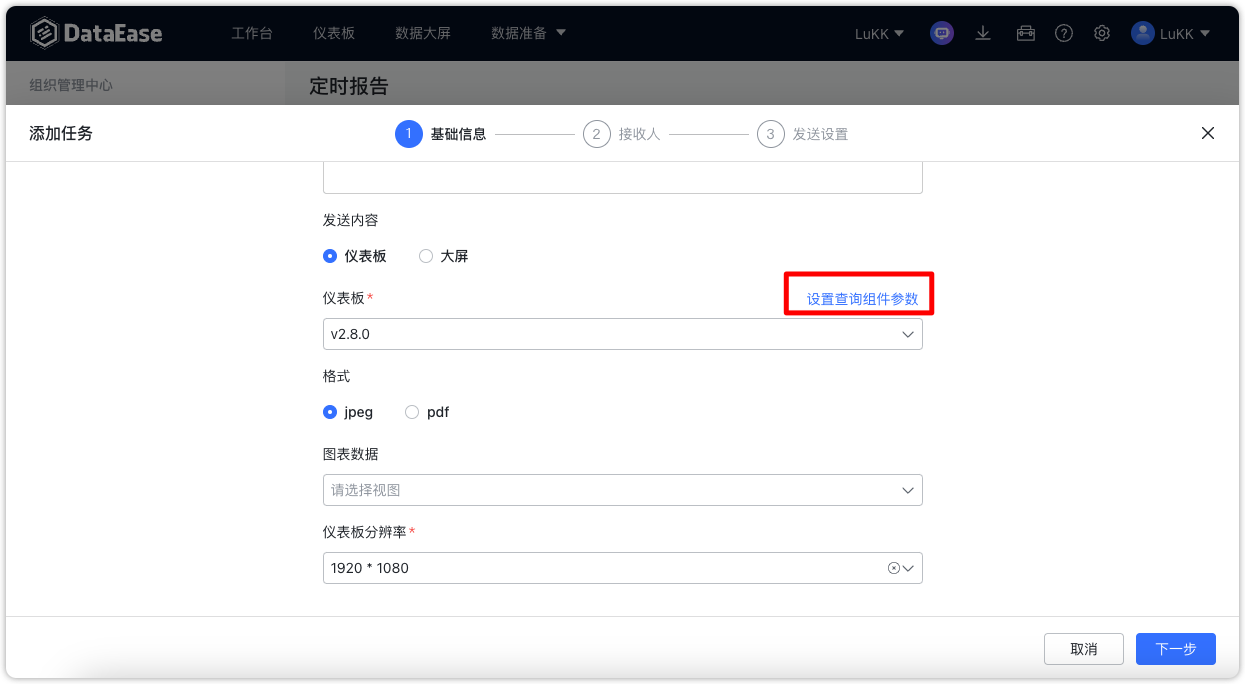 DataEase 工作台 仪表板 数据大屏 数据准备 LuKK LuKK
组织管理中心 定时报告
添加任务 1 基础信息 2 接收人 3 发送设置
发送内容
仪表板 大屏
仪表板* 设置查询组件参数
v2.8.0
格式
jpeg pdf
图表数据
请选择视图
仪表板分辨率*
1920 * 1080
取消 下一步